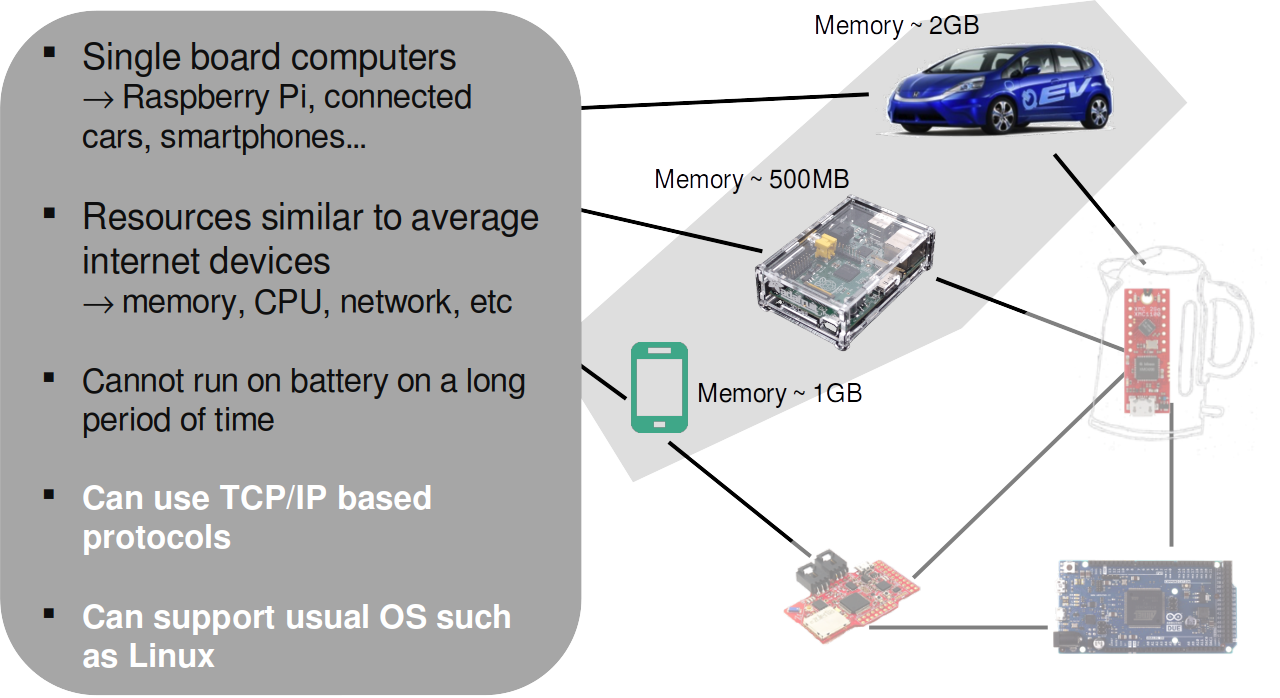 ▪ Single board computers
→ Raspberry Pi, connected
cars, smartphones...
▪ Resources similar to average
internet devices
→ memory, CPU, network, etc
▪ Cannot run on battery on a long
period of time
▪ Can use TCP/IP based
protocols
▪ Can support usual OS such
as Linux
Memory ~ 2GB
EV
Memory ~ 500MB
Memory ~ 1GB
DUE